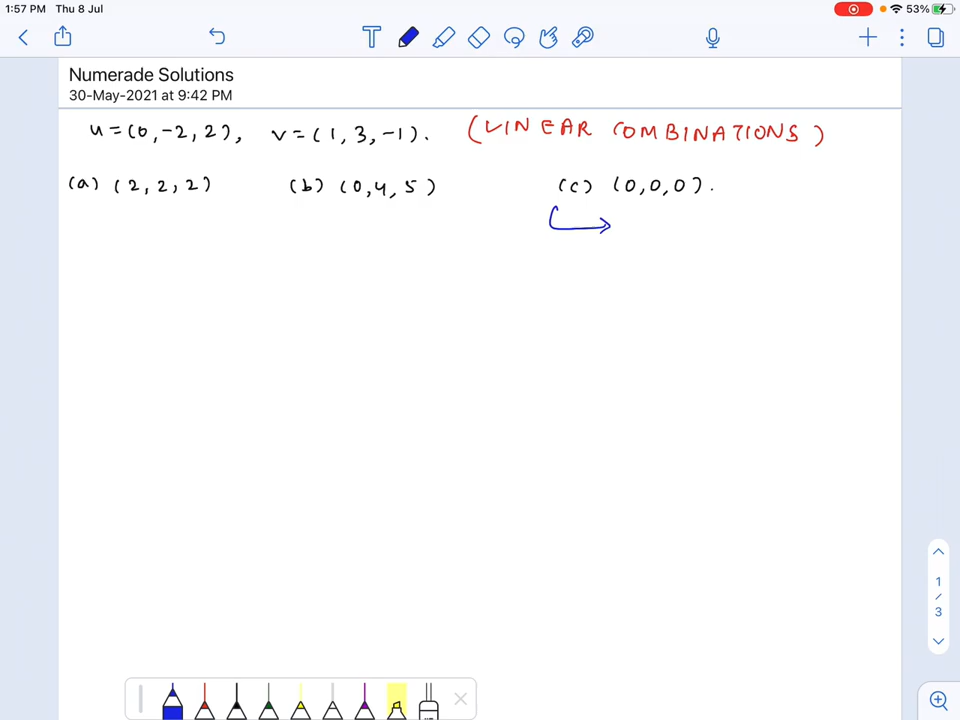 1:57 PM Thu 8 Jul 53%
T
Numerade Solutions
30-May-2021 at 9:42 PM
u = (0, -2, 2), v = (1, 3, -1). (LINEAR COMBINATIONS)
(a) (2, 2, 2) (b) (0, 4, 5) (c) (0, 0, 0).
1
/
3